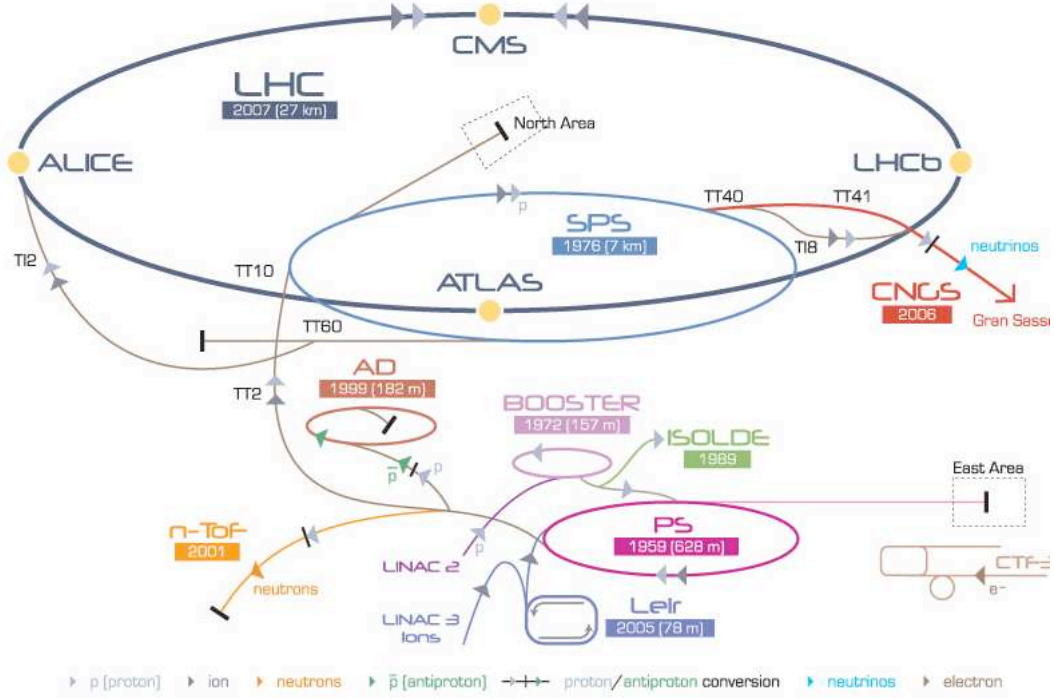 CMS
LHC
2007 (27 km)
North Area
ALICE
LHCb
TT40
TT41
SPS
1976 (7 km)
p
TI8
neutrinos
TI2
TT10
ATLAS
CNGS
2006
Gran Sasso
TT60
AD
1999 (182 m)
TT2
BOOSTER
1972 (157 m)
ISOLDE
1989
p̄
p
East Area
n-ToF
2001
PS
1959 (628 m)
LINAC 2
p
neutrons
CTF-3
e-
LINAC 3
Ions
LeIr
2005 (78 m)
p (proton)
ion
neutrons
p̄ (antiproton)
proton/antiproton conversion
neutrinos
electron